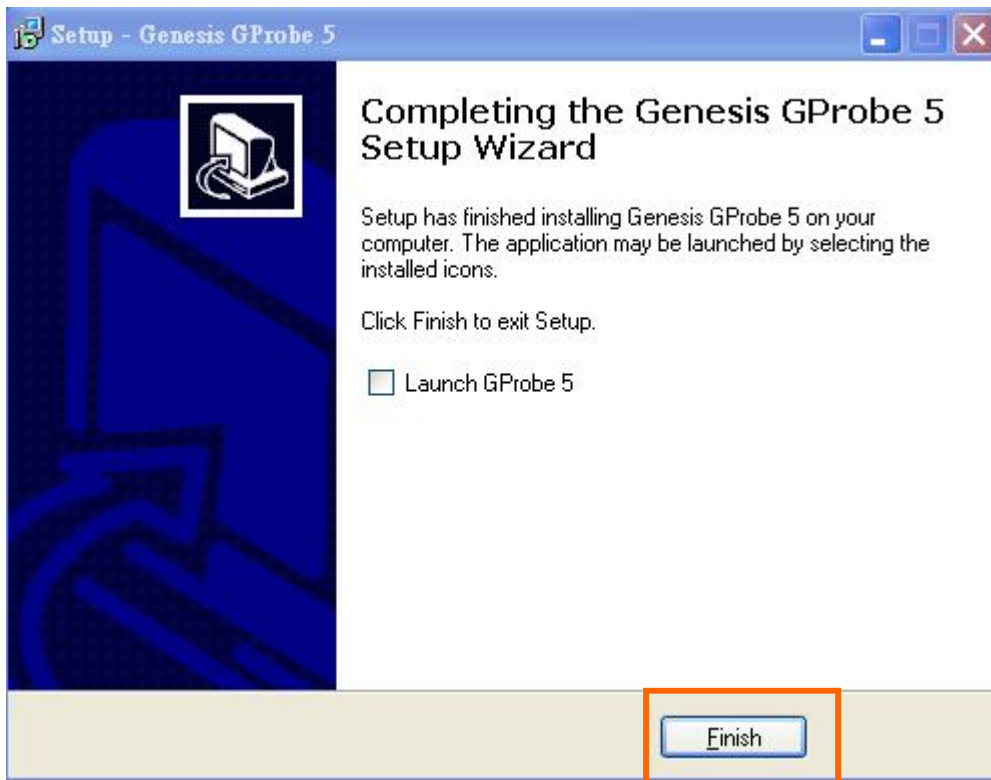 Setup - Genesis GProbe 5
Completing the Genesis GProbe 5
Setup Wizard
Setup has finished installing Genesis GProbe 5 on your
computer. The application may be launched by selecting the
installed icons.
Click Finish to exit Setup.
Launch GProbe 5
Finish